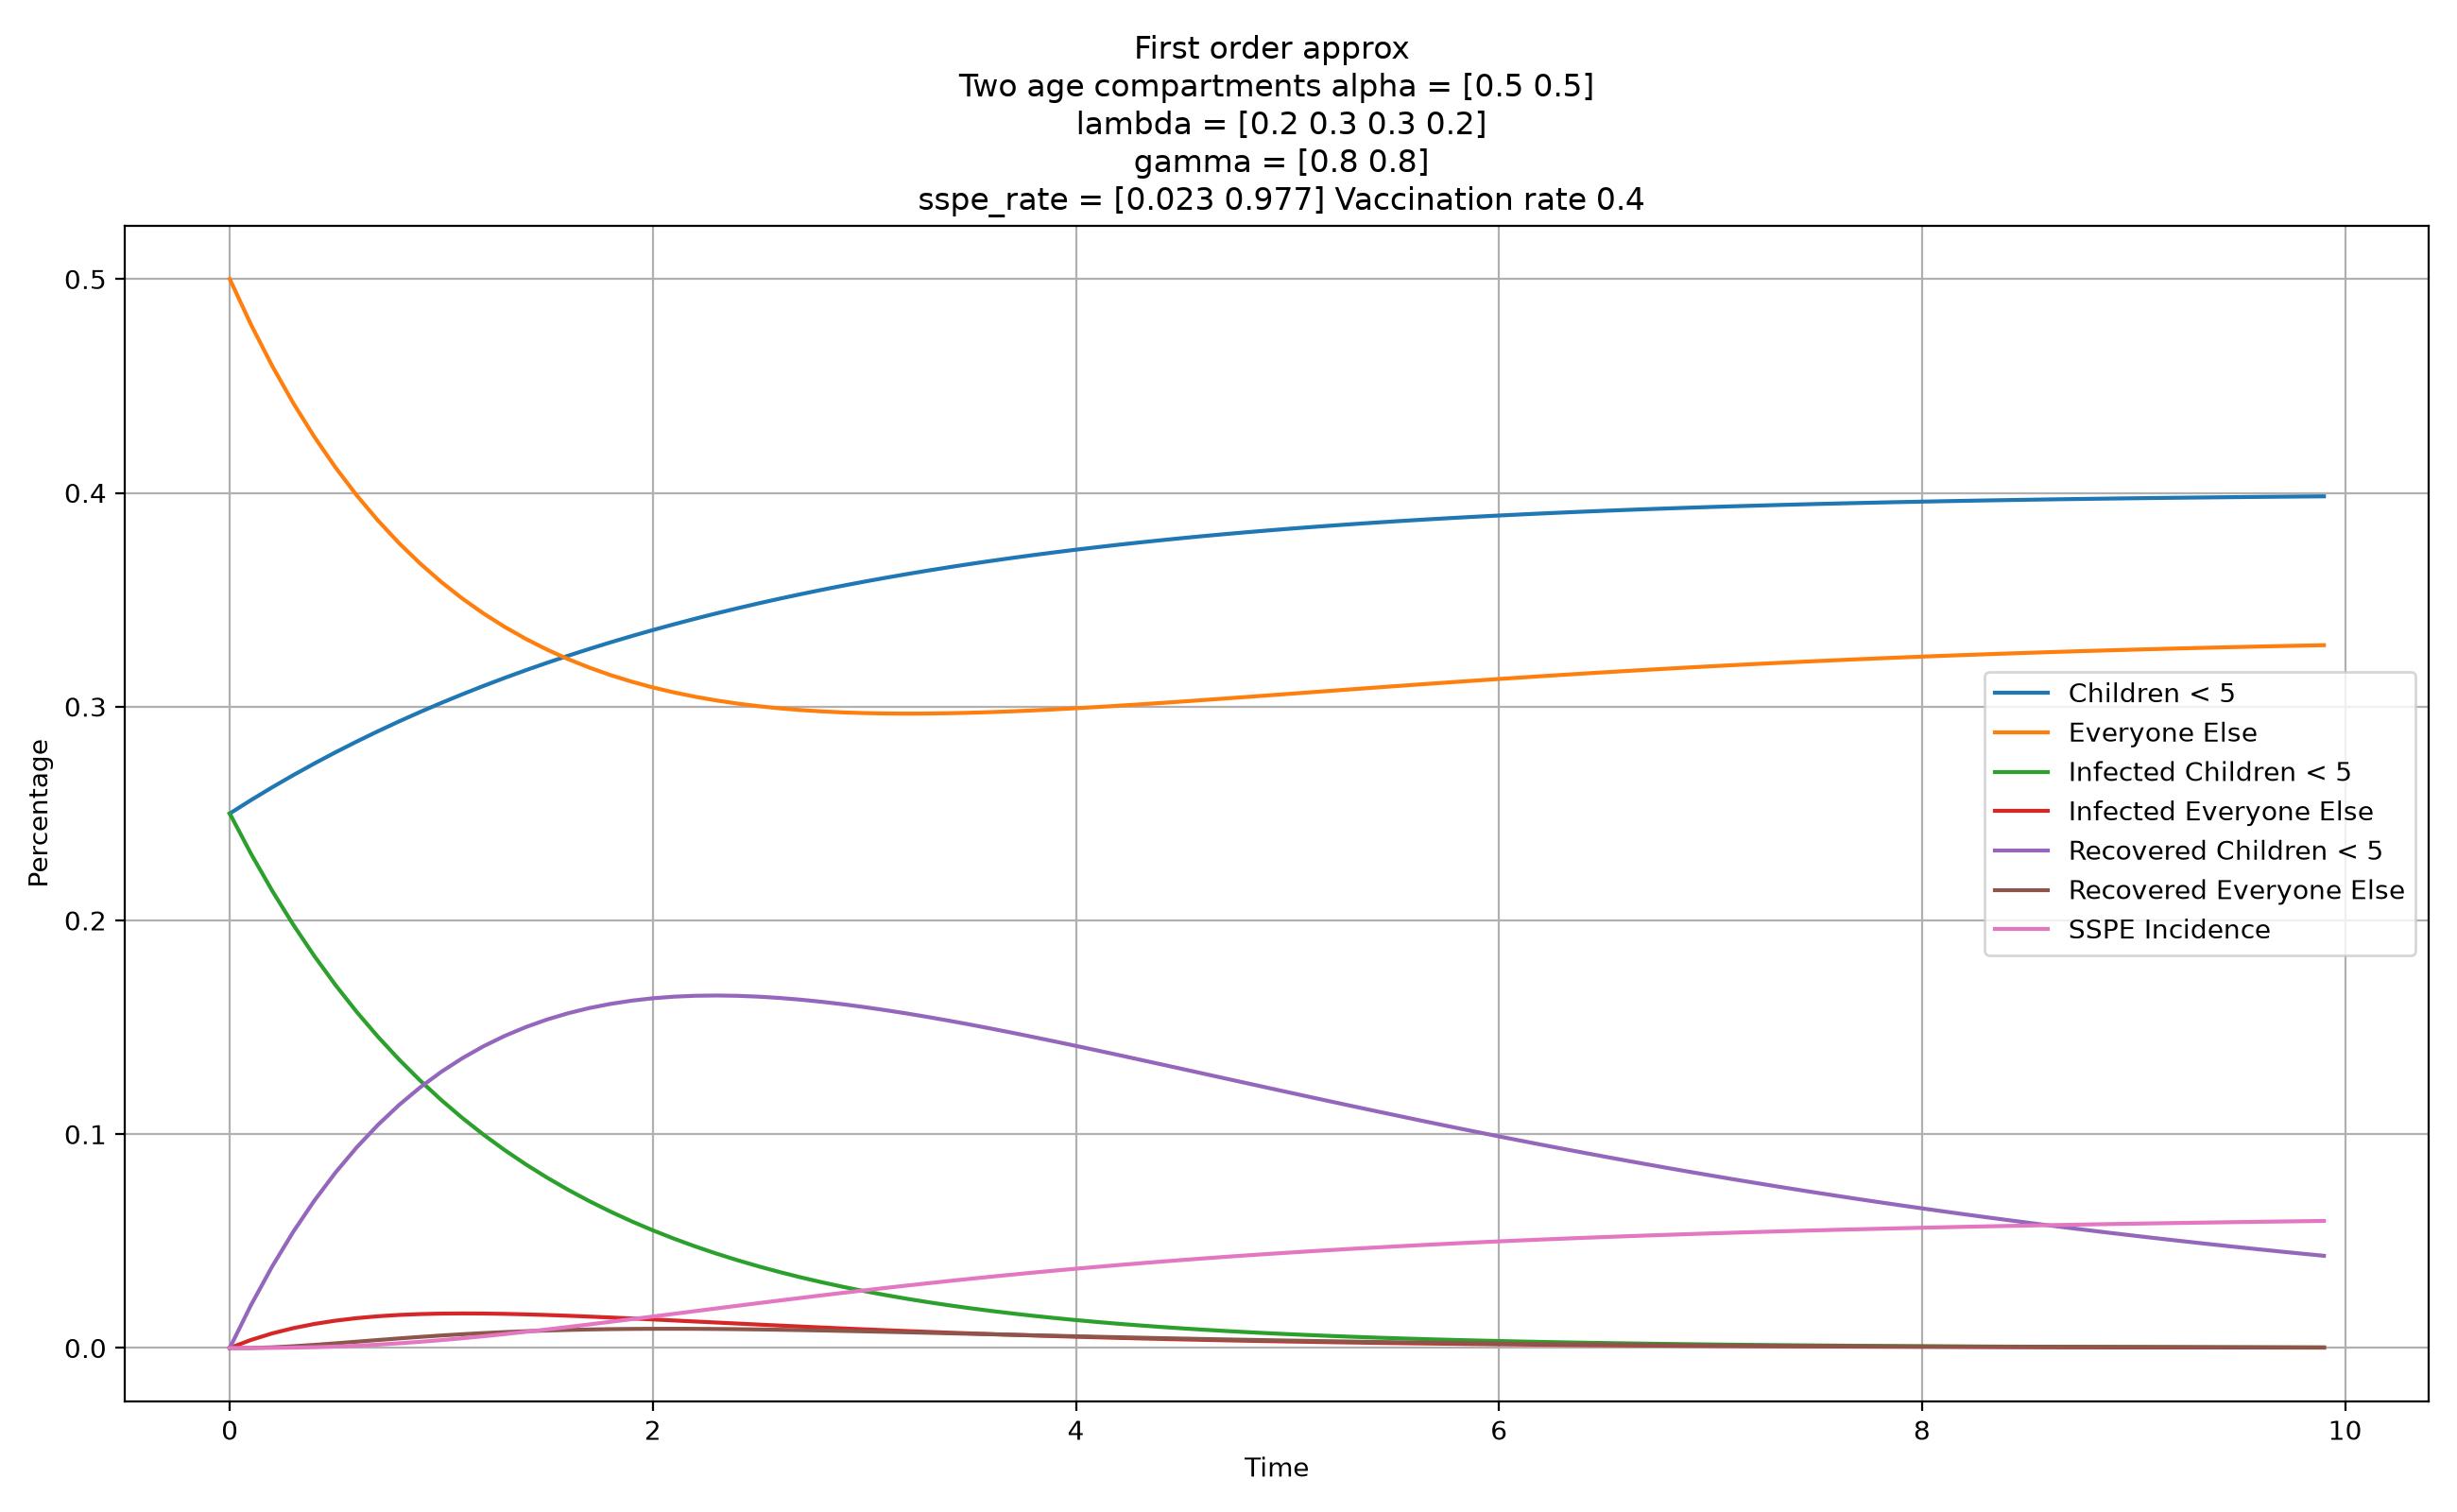 First order approx
Two age compartments alpha = [0.5 0.5]
lambda = [0.2 0.3 0.3 0.2]
gamma = [0.8 0.8]
sspe_rate = [0.023 0.977] Vaccination rate 0.4
0.5
0.4
0.3
0.2
0.1
0.0
Percentage
Children < 5
Everyone Else
Infected Children < 5
Infected Everyone Else
Recovered Children < 5
Recovered Everyone Else
SSPE Incidence
0 2 4 6 8 10
Time